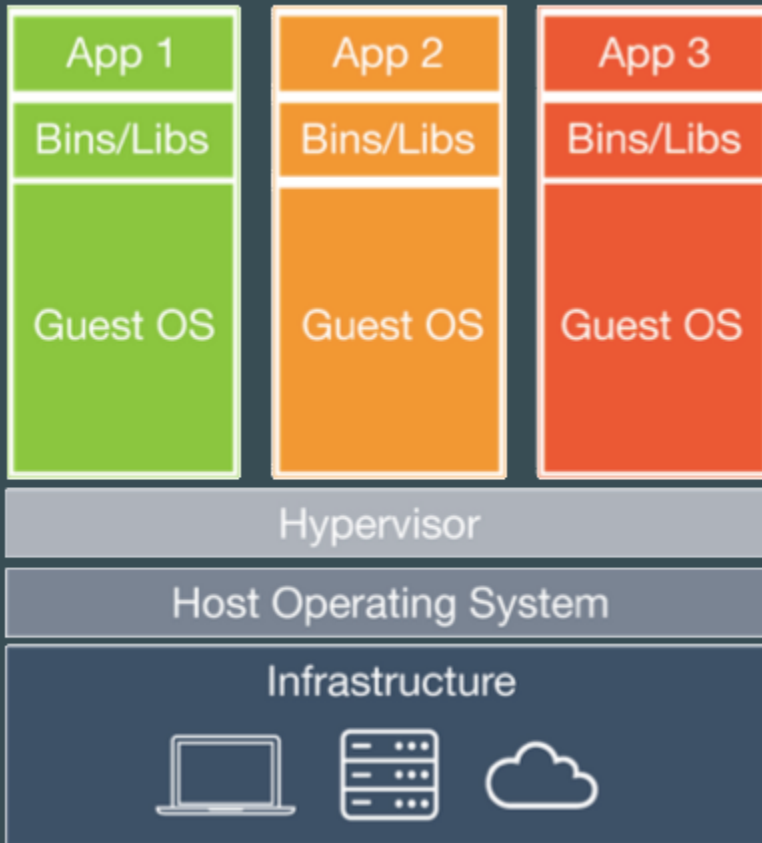 App 1
App 2
App 3
Bins/Libs
Bins/Libs
Bins/Libs
Guest OS
Guest OS
Guest OS
Hypervisor
Host Operating System
Infrastructure